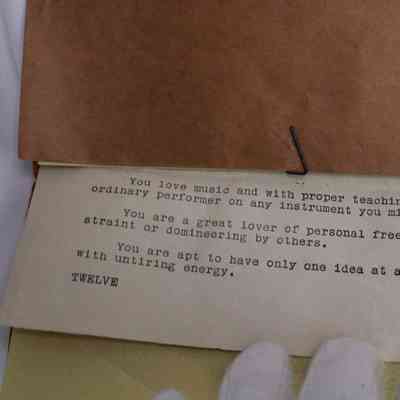 You love music and with proper teachin
ordinary performer on any instrument you mi
You are a great lover of personal free
straint or domineering by others.
You are apt to have only one idea at a
with untiring energy.
TWELVE